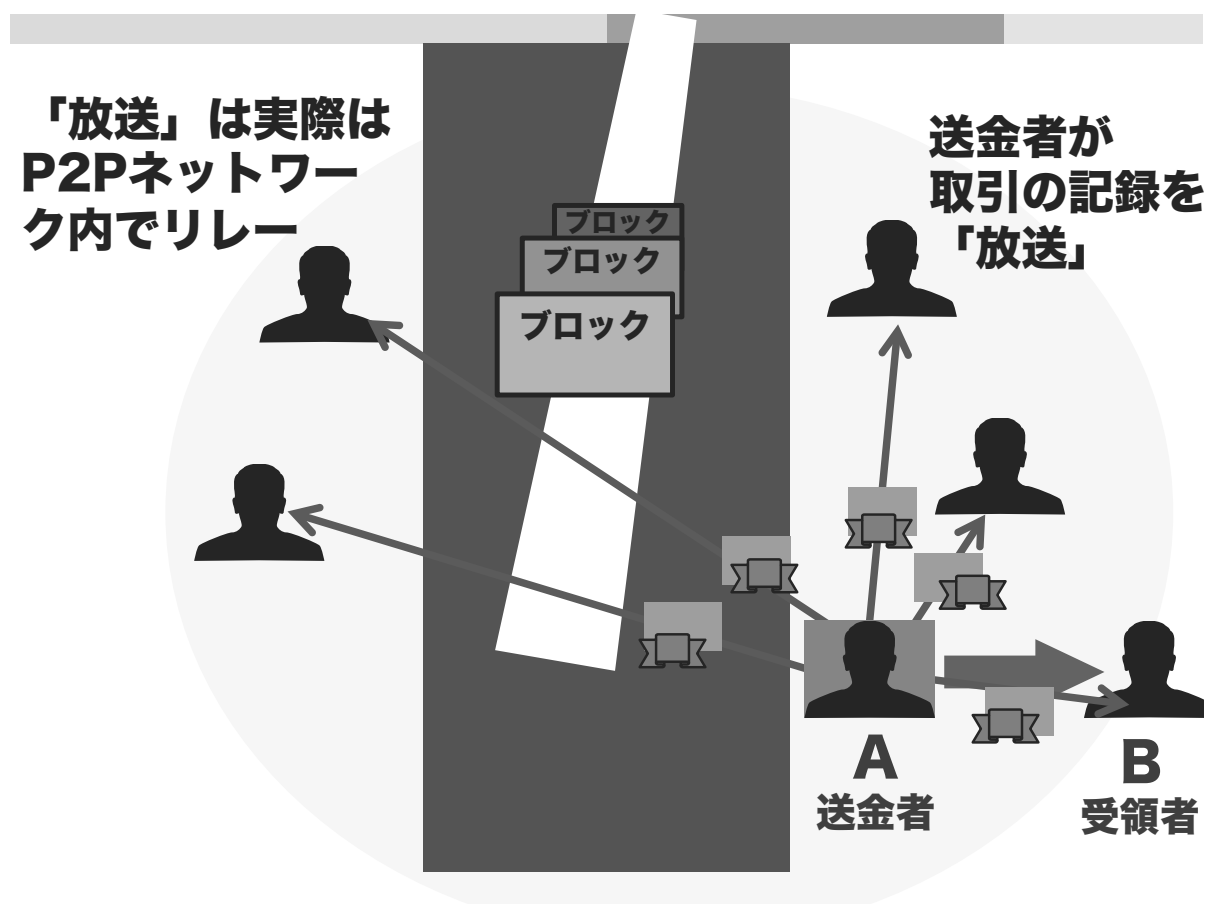 「放送」は実際は
P2Pネットワー
ク内でリレー
送金者が
取引の記録を
「放送」
ブロック
ブロック
ブロック
A
送金者
B
受領者